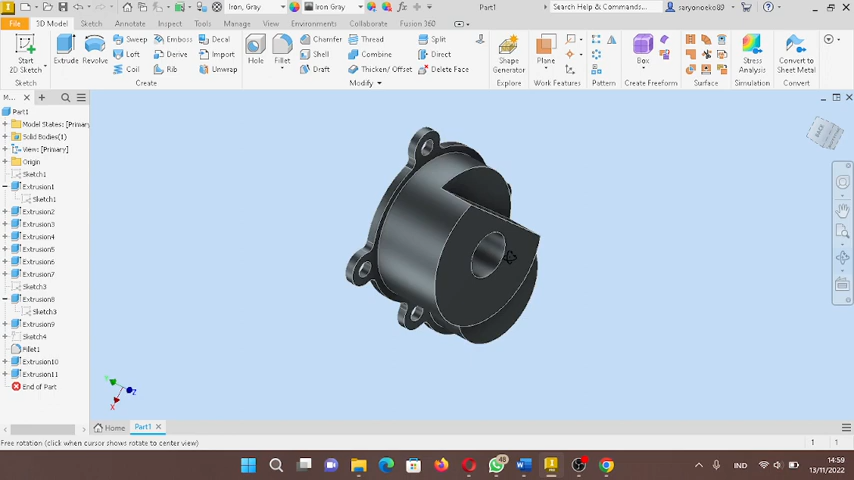 Iron, Gray
Iron Gray
Part1
Search Help & Commands...
saryonoeko89
File
3D Model
Sketch
Annotate
Inspect
Tools
Manage
View
Environments
Collaborate
Fusion 360
Start 2D Sketch
Extrude
Revolve
Sweep
Emboss
Decal
Loft
Derive
Import
Coil
Rib
Unwrap
Hole
Fillet
Chamfer
Thread
Split
Shell
Combine
Direct
Draft
Thicken/ Offset
Delete Face
Shape Generator
Plane
Box
Stress Analysis
Convert to Sheet Metal
Sketch
Create
Modify
Explore
Work Features
Pattern
Create Freeform
Surface
Simulation
Convert
M...
Part1
Model States: [Primary
Solid Bodies(1)
View: [Primary]
Origin
Sketch1
Extrusion1
Sketch1
Extrusion2
Extrusion3
Extrusion4
Extrusion5
Extrusion6
Extrusion7
Sketch3
Extrusion8
Sketch3
Extrusion9
Sketch4
Fillet1
Extrusion10
Extrusion11
End of Part
BACK
Y
Z
X
Home
Part1
Free rotation (click when cursor shows rotate to center view)
1
1
48
IND
14:59
13/11/2022